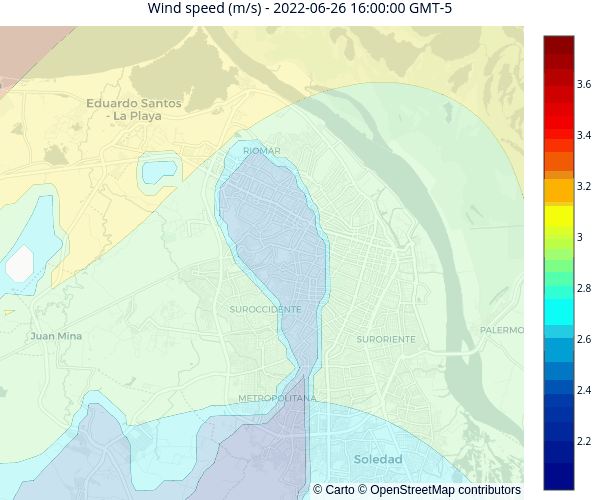 Wind speed (m/s) - 2022-06-26 16:00:00 GMT-5
Eduardo Santos
- La Playa
RIOMAR
SUROCCIDENTE
Juan Mina
SURORIENTE
PALERMO
METROPOLITANA
Soledad
© Carto © OpenStreetMap contributors
3.6
3.4
3.2
3
2.8
2.6
2.4
2.2